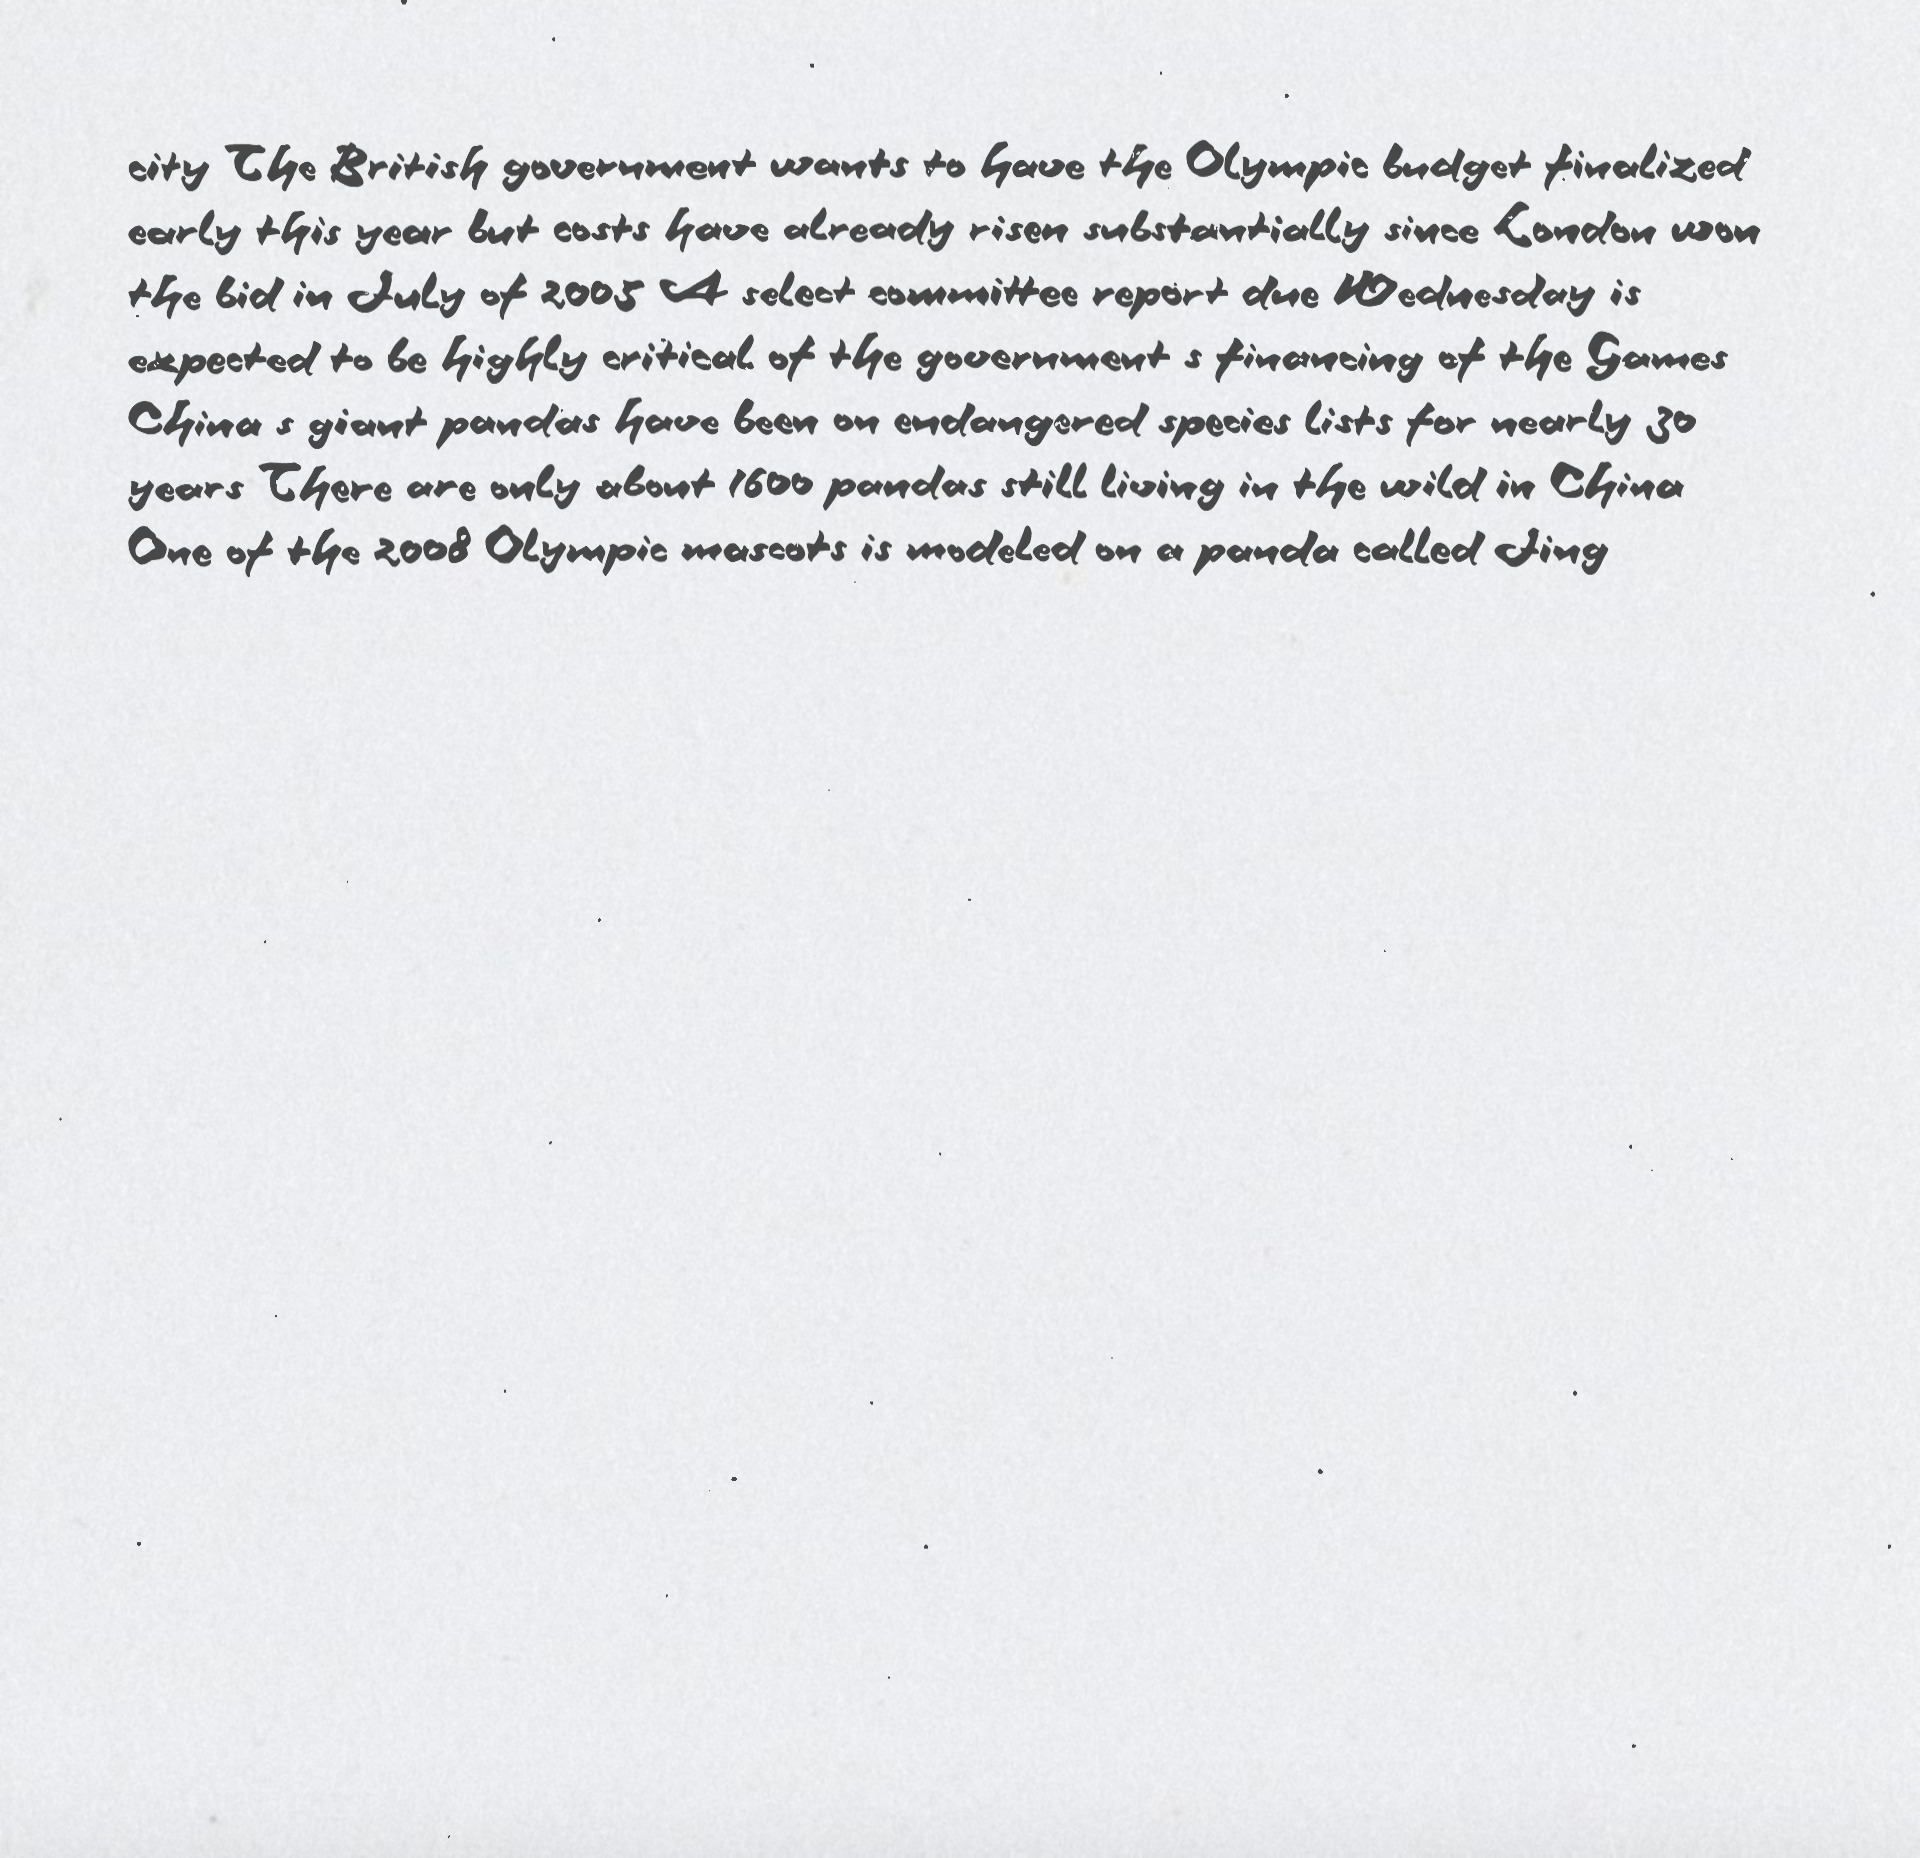 city The British government wants to have the Olympic budget finalized
early this year but costs have already risen substantially since London won
the bid in July of 2005 A select committee report due Wednesday is
expected to be highly critical of the government s financing of the Games
China s giant pandas have been on endangered species lists for nearly 30
years There are only about 1600 pandas still living in the wild in China
One of the 2008 Olympic mascots is modeled on a panda called Jing